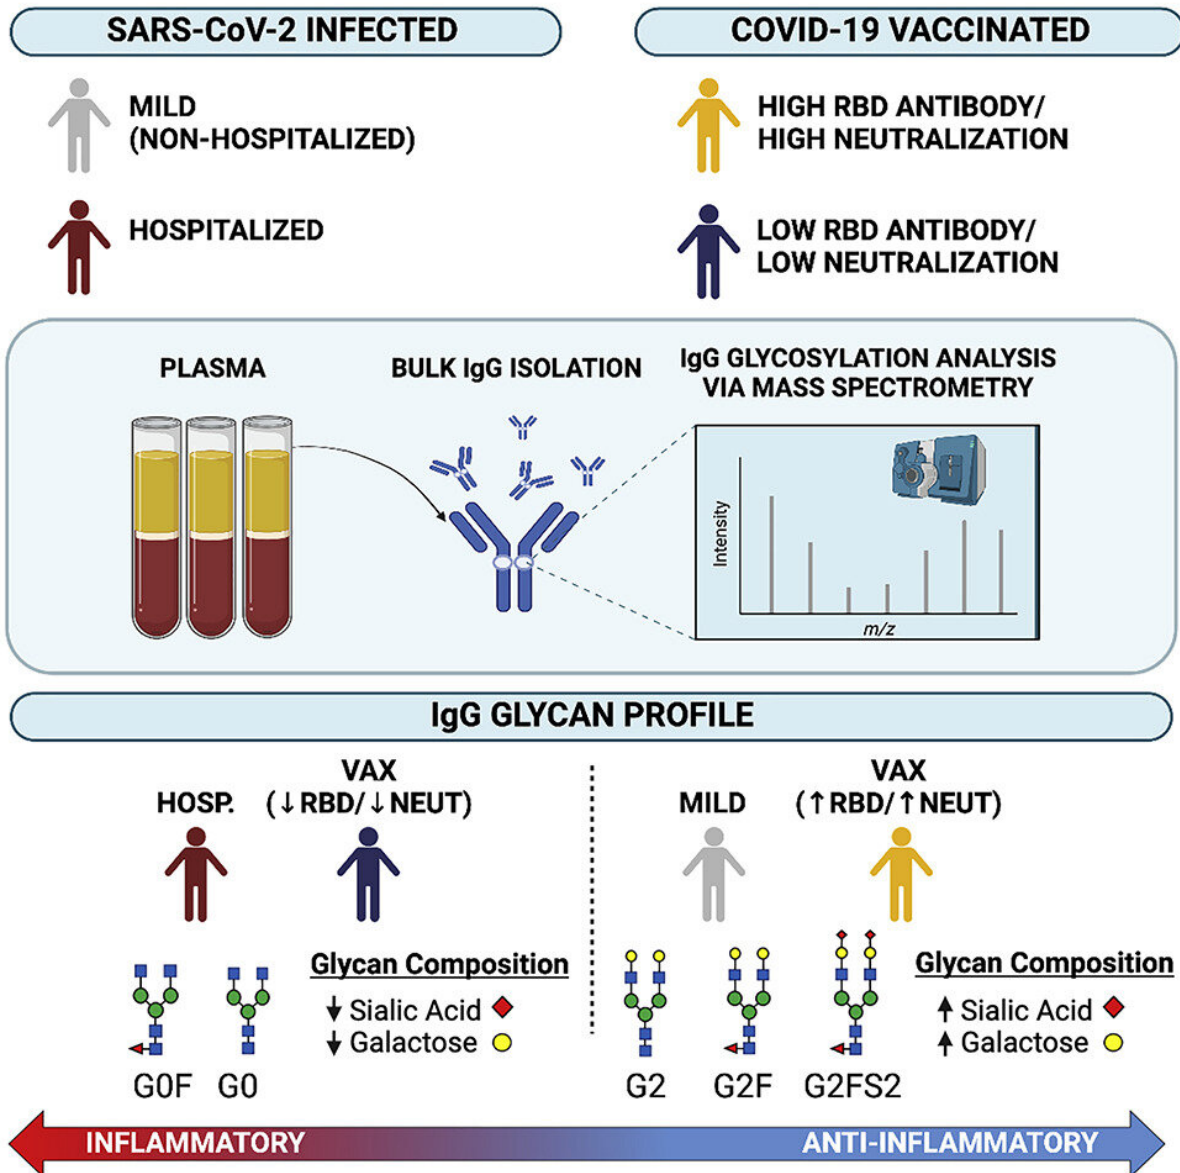 SARS-CoV-2 INFECTED
COVID-19 VACCINATED
MILD
(NON-HOSPITALIZED)
HIGH RBD ANTIBODY/
HIGH NEUTRALIZATION
HOSPITALIZED
LOW RBD ANTIBODY/
LOW NEUTRALIZATION
PLASMA
BULK IgG ISOLATION
IgG GLYCOSYLATION ANALYSIS
VIA MASS SPECTROMETRY
Intensity
m/z
IgG GLYCAN PROFILE
HOSP.
VAX
(↓RBD/↓NEUT)
MILD
VAX
(↑RBD/↑NEUT)
Glycan Composition
↓ Sialic Acid
↓ Galactose
G0F
G0
Glycan Composition
↑ Sialic Acid
↑ Galactose
G2
G2F
G2FS2
INFLAMMATORY
ANTI-INFLAMMATORY